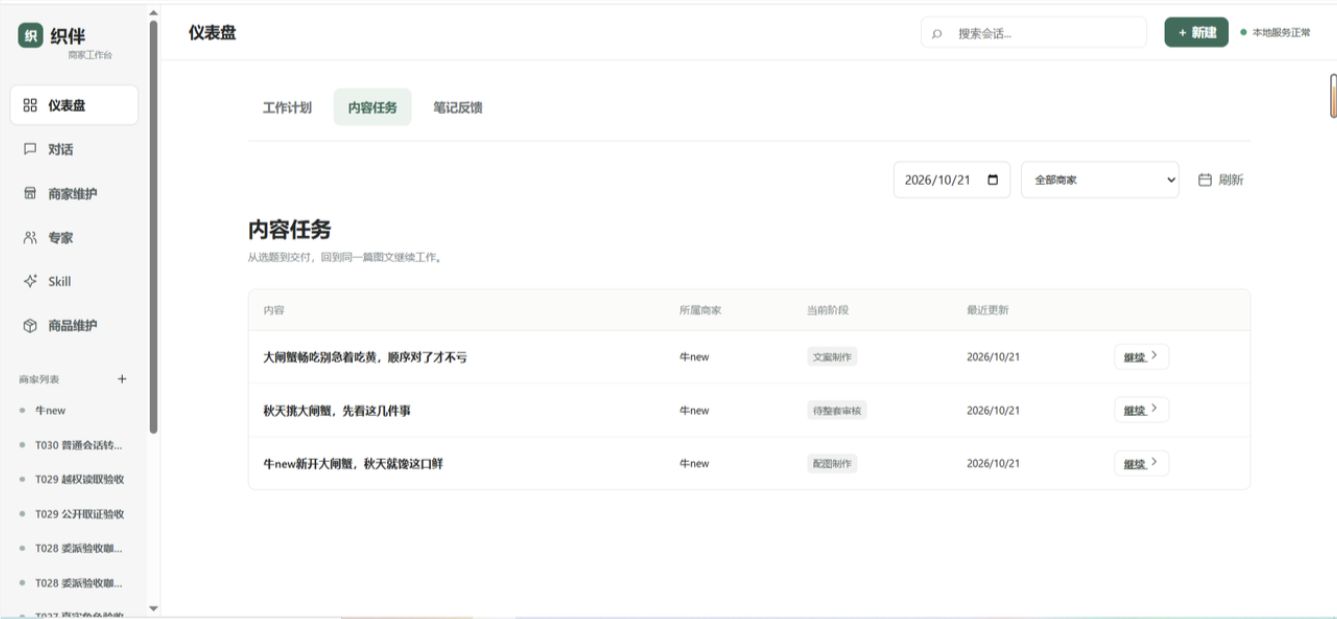 织 织伴
商家工作台
仪表盘
对话
商家维护
专家
Skill
商品维护
商家列表 +
牛new
T030 普通会话转...
T029 越权读取验收
T029 公开取证验收
T028 委派验收咖...
T028 委派验收咖...
仪表盘
搜索会话...
+ 新建
本地服务正常
工作计划 内容任务 笔记反馈
2026/10/21 全部商家 刷新
内容任务
从选题到交付，回到同一篇图文继续工作。
内容 所属商家 当前阶段 最近更新
大闸蟹畅吃别急着吃黄，顺序对了才不亏 牛new 文案制作 2026/10/21 继续
秋天挑大闸蟹，先看这几件事 牛new 待整套审核 2026/10/21 继续
牛new新开大闸蟹，秋天就馋这口鲜 牛new 配图制作 2026/10/21 继续